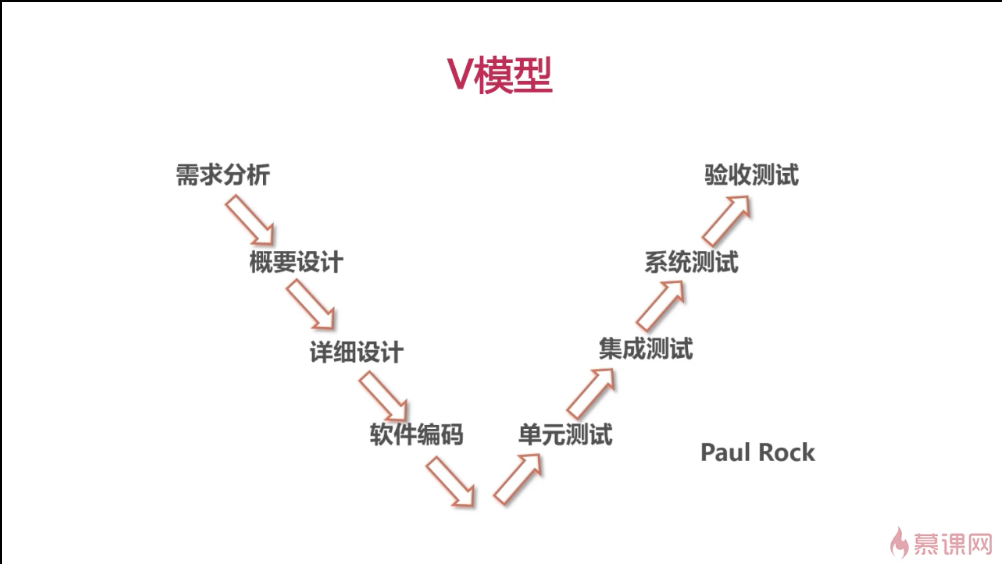 V模型
需求分析
验收测试
概要设计
系统测试
详细设计
集成测试
软件编码
单元测试
Paul Rock
慕课网